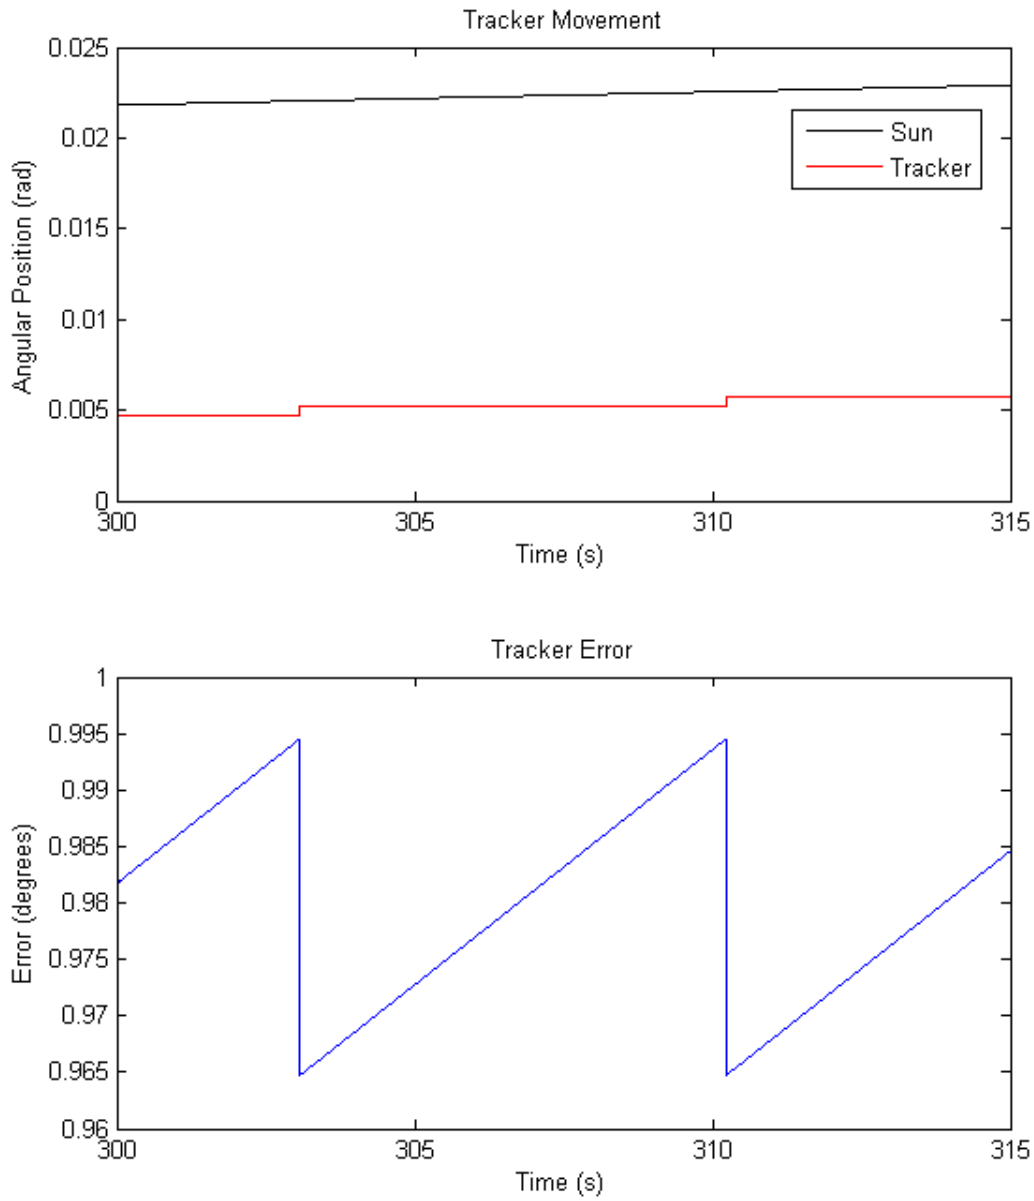 Tracker Movement
0.025
0.02
0.015
0.01
0.005
0
Angular Position (rad)
Sun
Tracker
300
305
310
315
Time (s)
Tracker Error
1
0.995
0.99
0.985
0.98
0.975
0.97
0.965
0.96
Error (degrees)
300
305
310
315
Time (s)